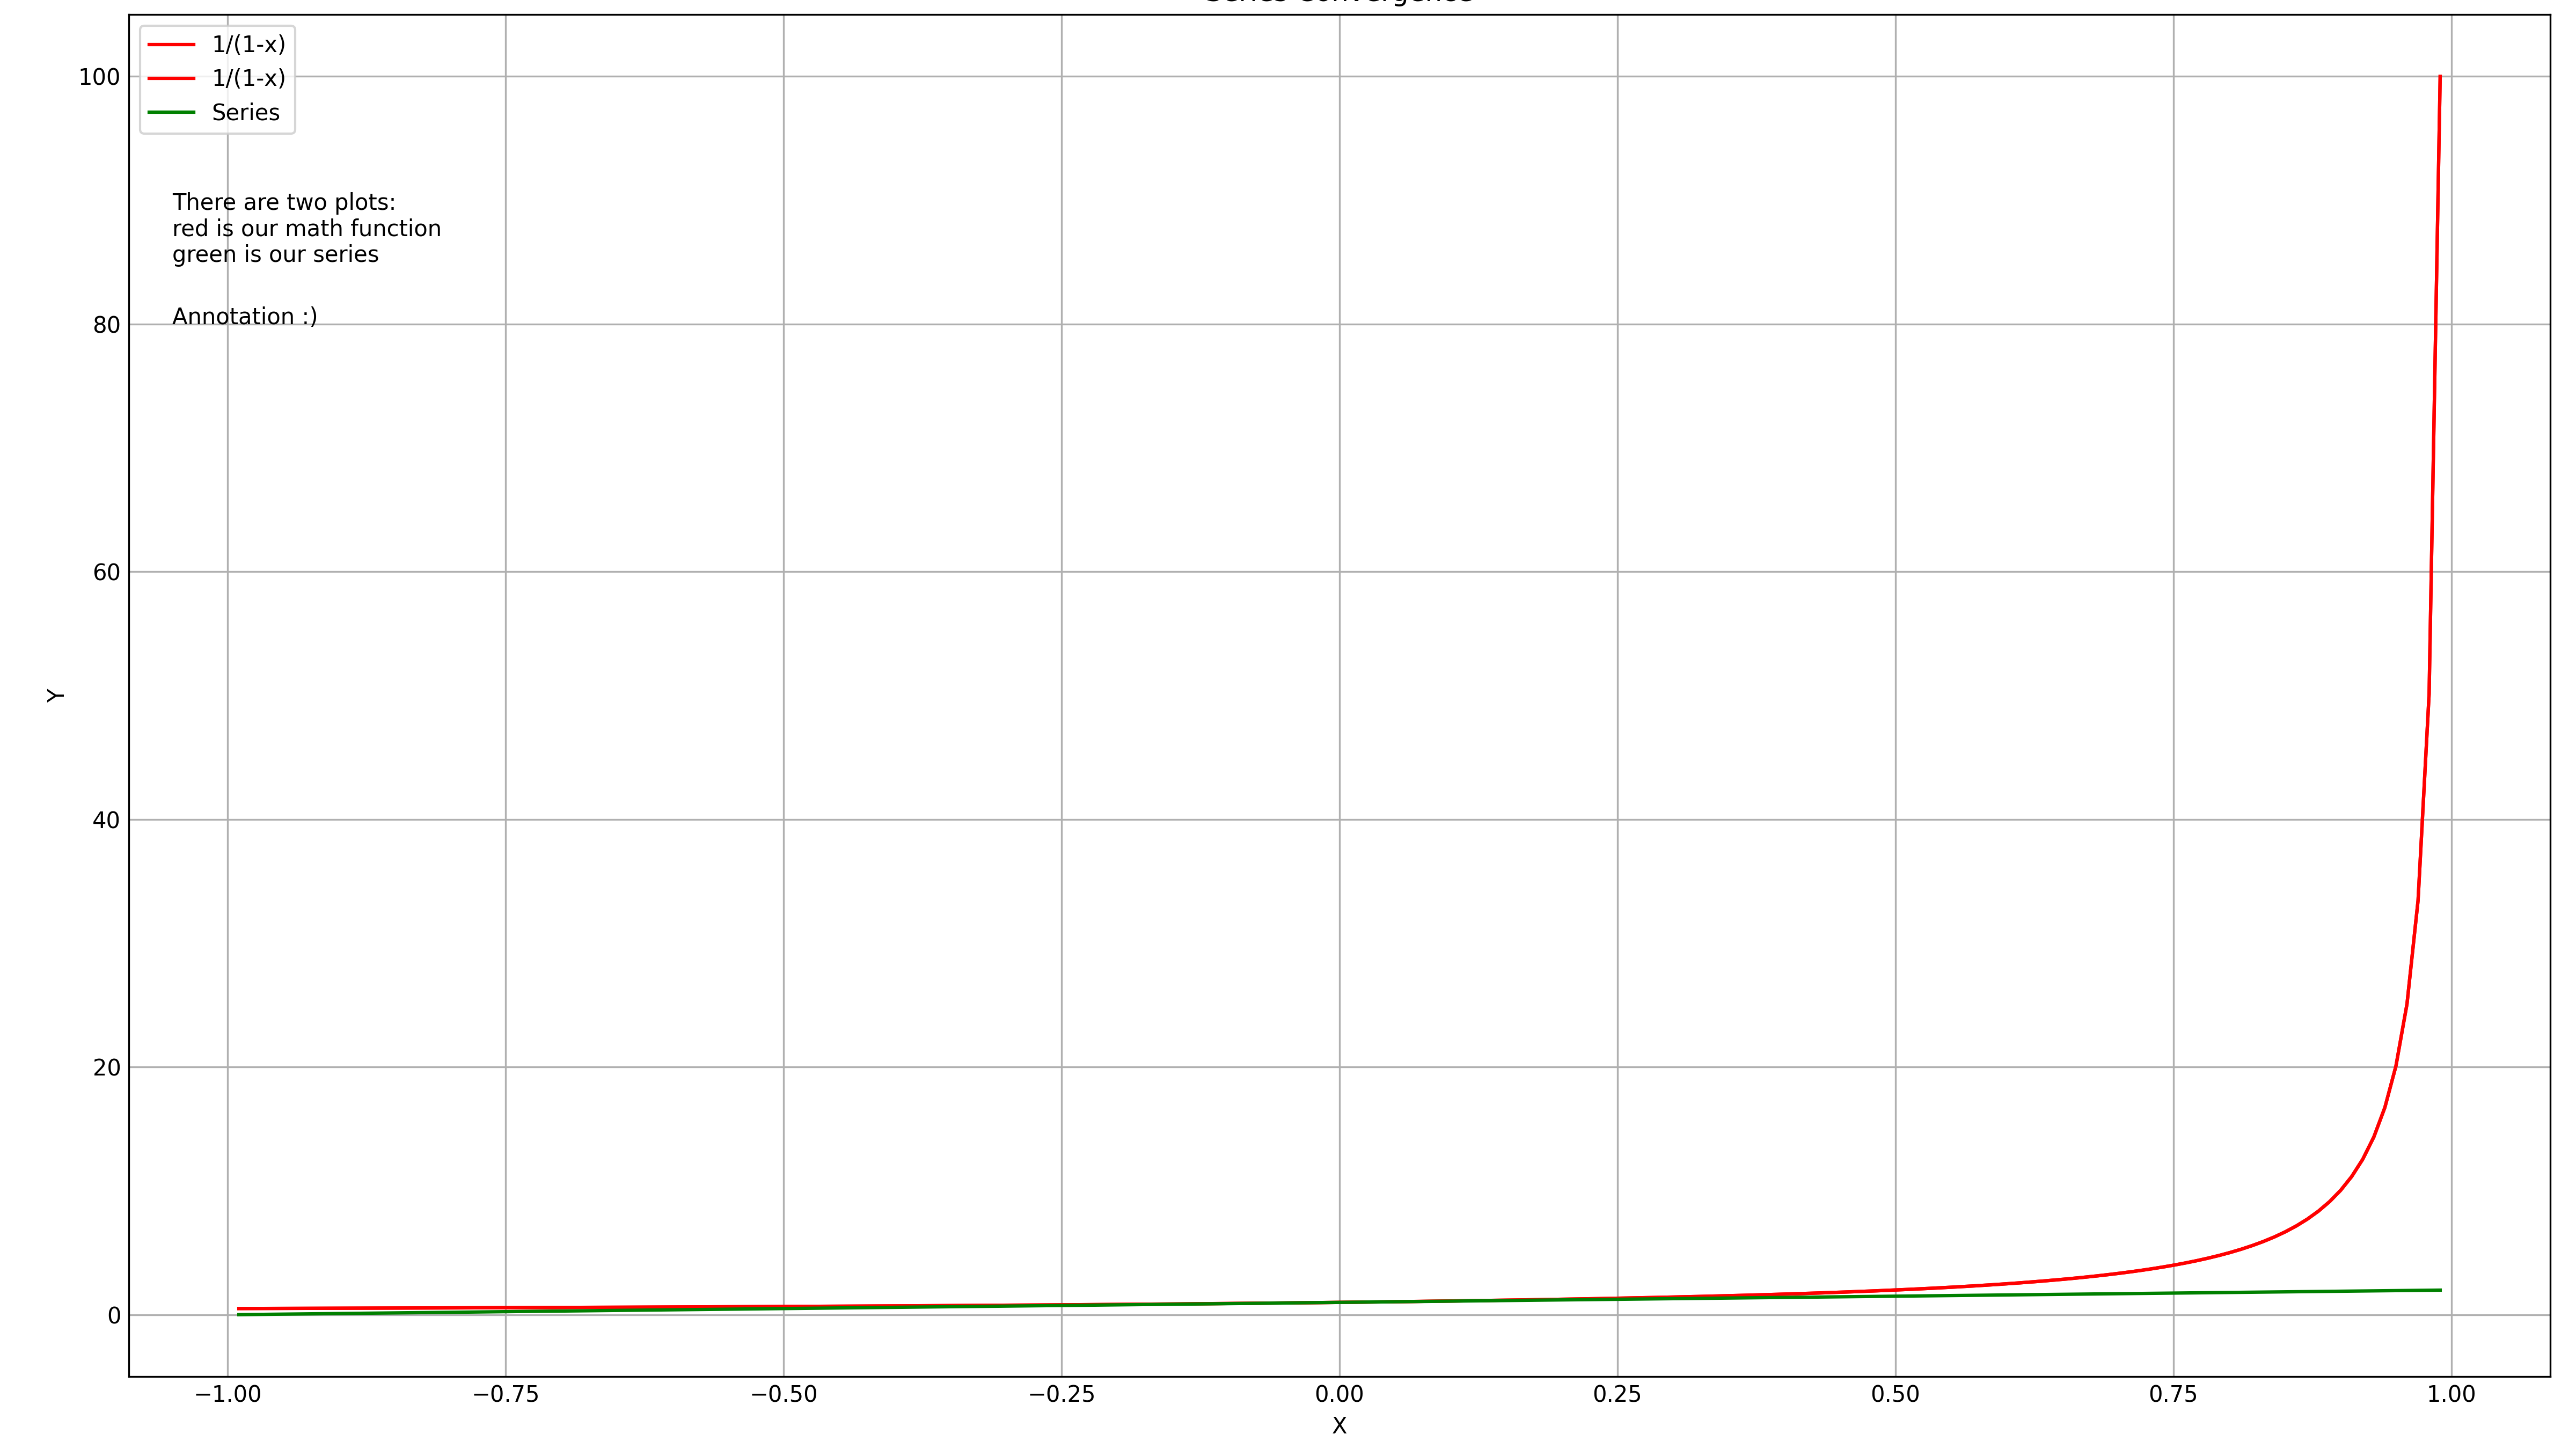 Series Convergence
1/(1-x)
1/(1-x)
Series
There are two plots:
red is our math function
green is our series
Annotation :)
100
80
60
40
20
0
Y
−1.00 −0.75 −0.50 −0.25 0.00 0.25 0.50 0.75 1.00
X